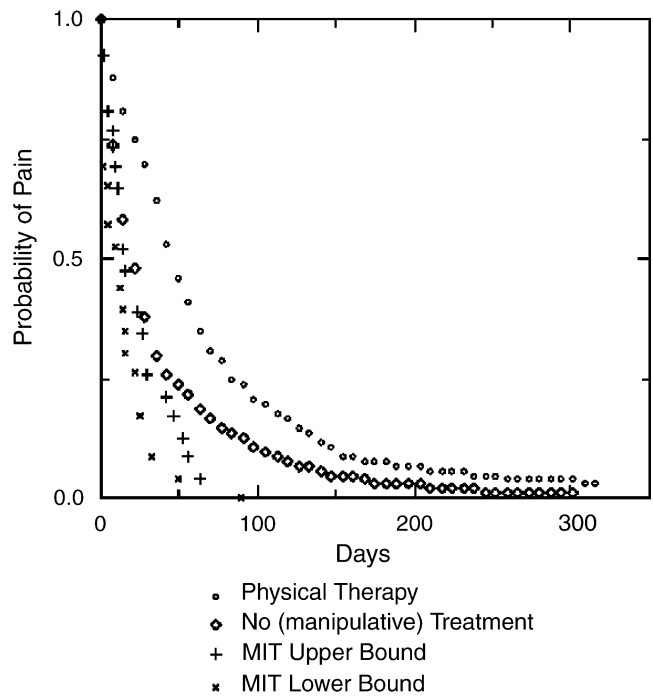 1.0
Probability of Pain
0.5
0.0
0 100 200 300
Days
Physical Therapy
No (manipulative) Treatment
MIT Upper Bound
MIT Lower Bound